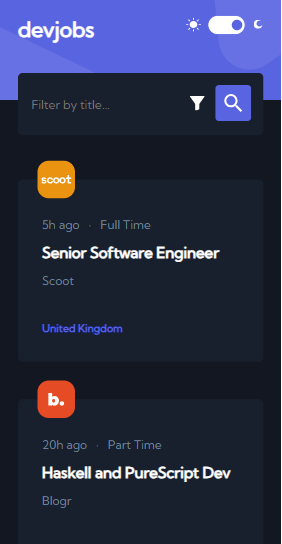 devjobs
Filter by title...
scoot
5h ago · Full Time
Senior Software Engineer
Scoot
United Kingdom
b.
20h ago · Part Time
Haskell and PureScript Dev
Blogr